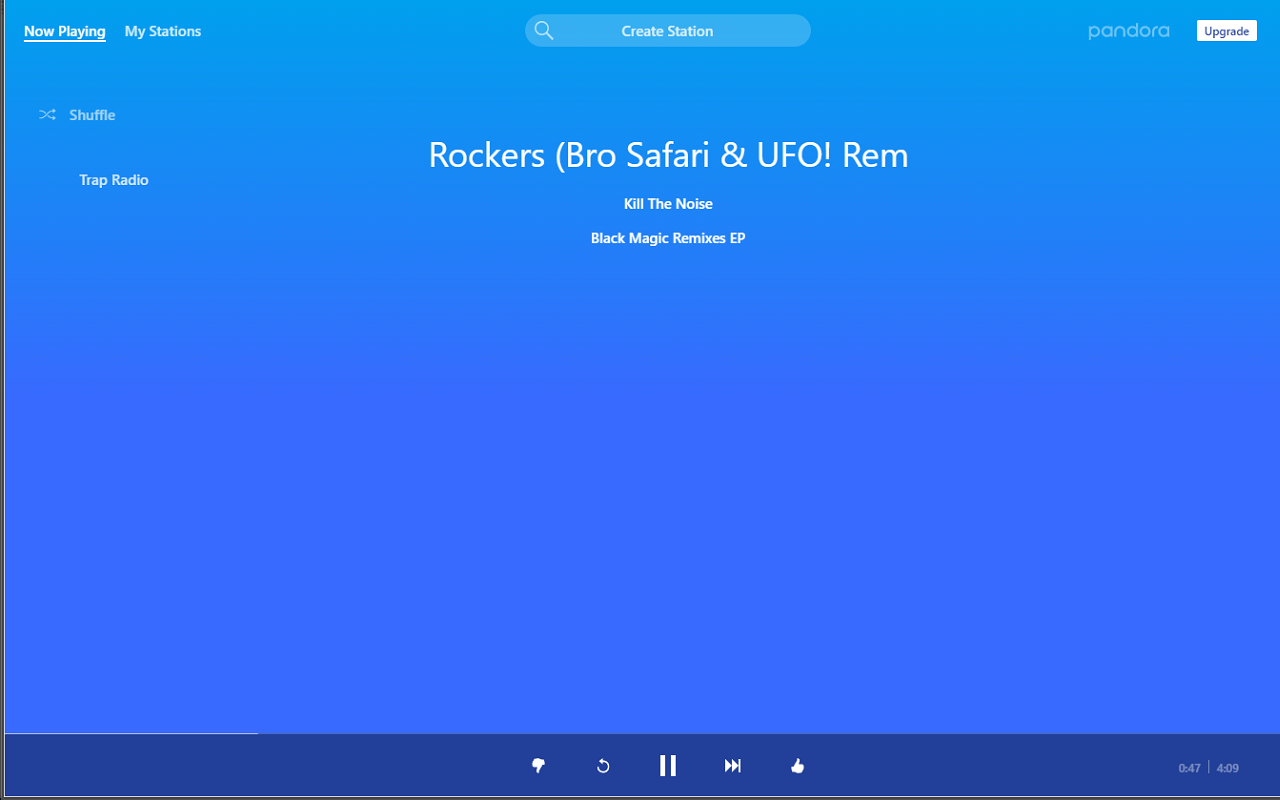 Now Playing My Stations Create Station pandora Upgrade
Shuffle
Rockers (Bro Safari & UFO! Rem
Trap Radio
Kill The Noise
Black Magic Remixes EP
0:47 | 4:09